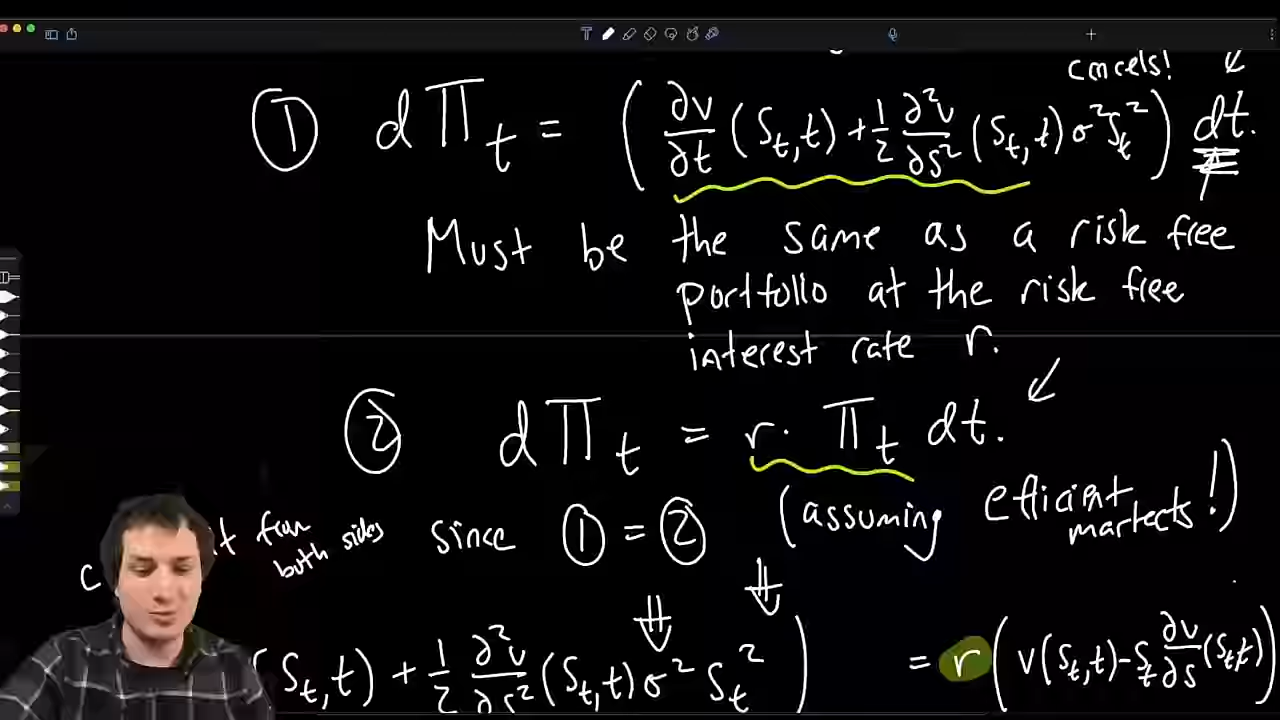 cancels!
① dΠ_t = (∂v/∂t (S_t, t) + 1/2 ∂²v/∂s² (S_t, t) σ² S_t²) dt.
Must be the same as a risk free
portfolio at the risk free
interest rate r.
② dΠ_t = r · Π_t dt.
(assuming efficient markects!)
from both sides
since ① = ②
(S_t, t) + 1/2 ∂²v/∂s² (S_t, t) σ² S_t²) = r (v(S_t, t) - S_t ∂v/∂s (S_t, t))